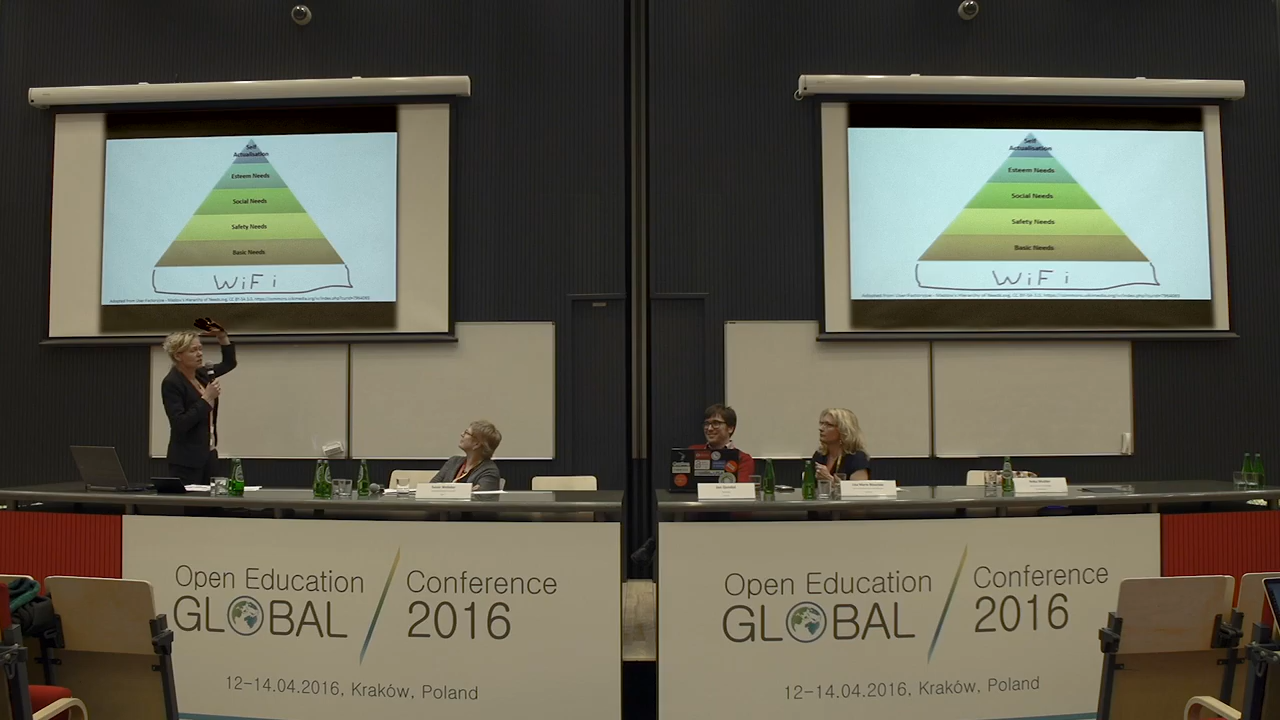 Self
Actualisation
Esteem Needs
Social Needs
Safety Needs
Basic Needs
WiFi
Self
Actualisation
Esteem Needs
Social Needs
Safety Needs
Basic Needs
WiFi
Open Education
GLOBAL
Conference
2016
12-14.04.2016, Kraków, Poland
Open Education
GLOBAL
Conference
2016
12-14.04.2016, Kraków, Poland